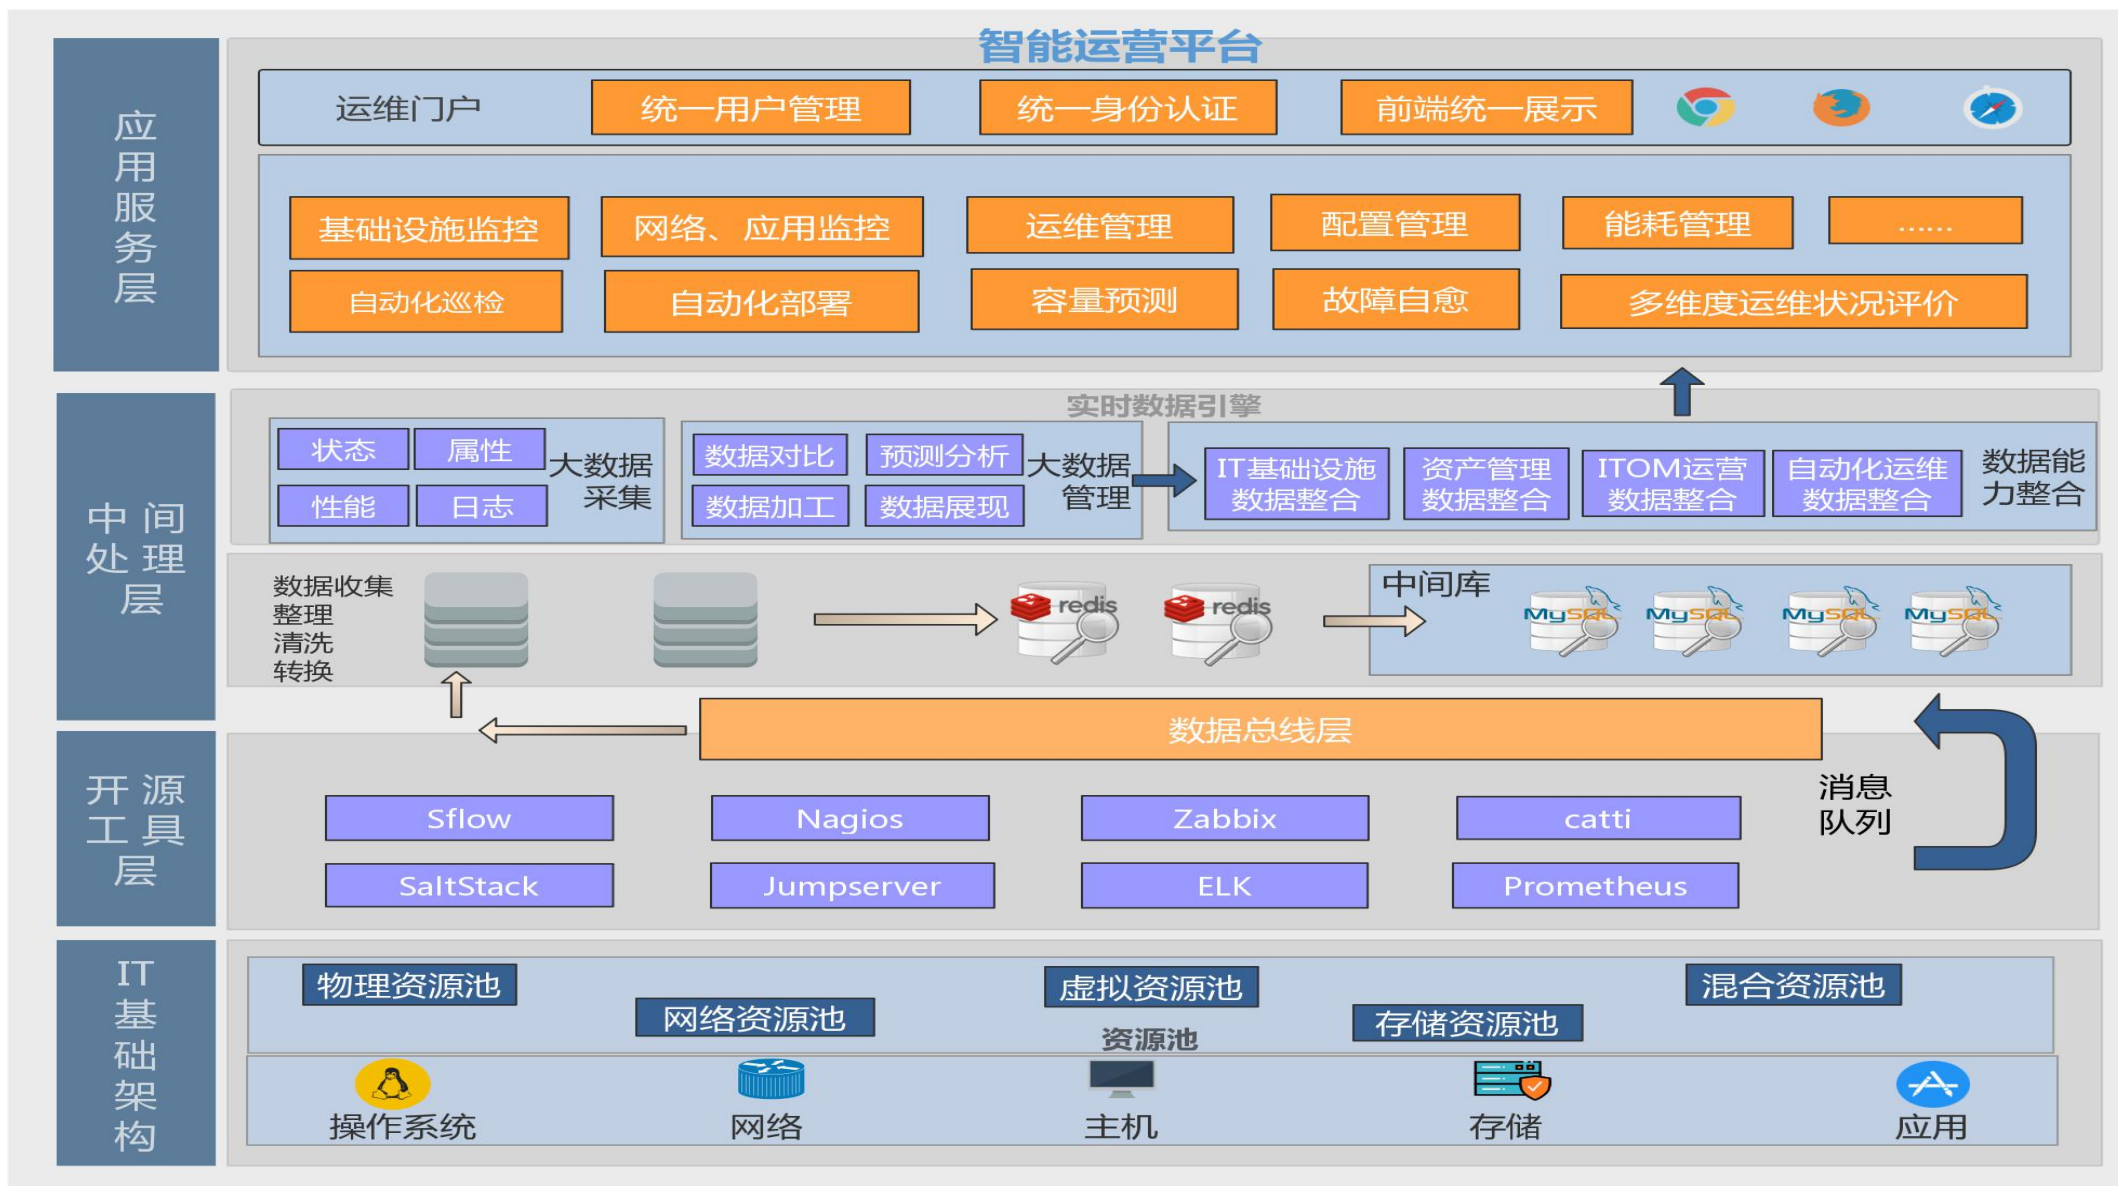 智能运营平台
应用服务层
运维门户
统一用户管理
统一身份认证
前端统一展示
基础设施监控
网络、应用监控
运维管理
配置管理
能耗管理
......
自动化巡检
自动化部署
容量预测
故障自愈
多维度运维状况评价
中间
处理
层
实时数据引擎
状态
属性
性能
日志
大数据
采集
数据对比
预测分析
数据加工
数据展现
大数据
管理
IT基础设施
数据整合
资产管理
数据整合
ITOM运营
数据整合
自动化运维
数据整合
数据能
力整合
数据收集
整理
清洗
转换
redis
redis
中间库
MySQL
MySQL
MySQL
MySQL
数据总线层
开源
工具
层
Sflow
Nagios
Zabbix
catti
SaltStack
Jumpserver
ELK
Prometheus
消息
队列
IT
基
础
架
构
物理资源池
网络资源池
虚拟资源池
存储资源池
混合资源池
资源池
操作系统
网络
主机
存储
应用